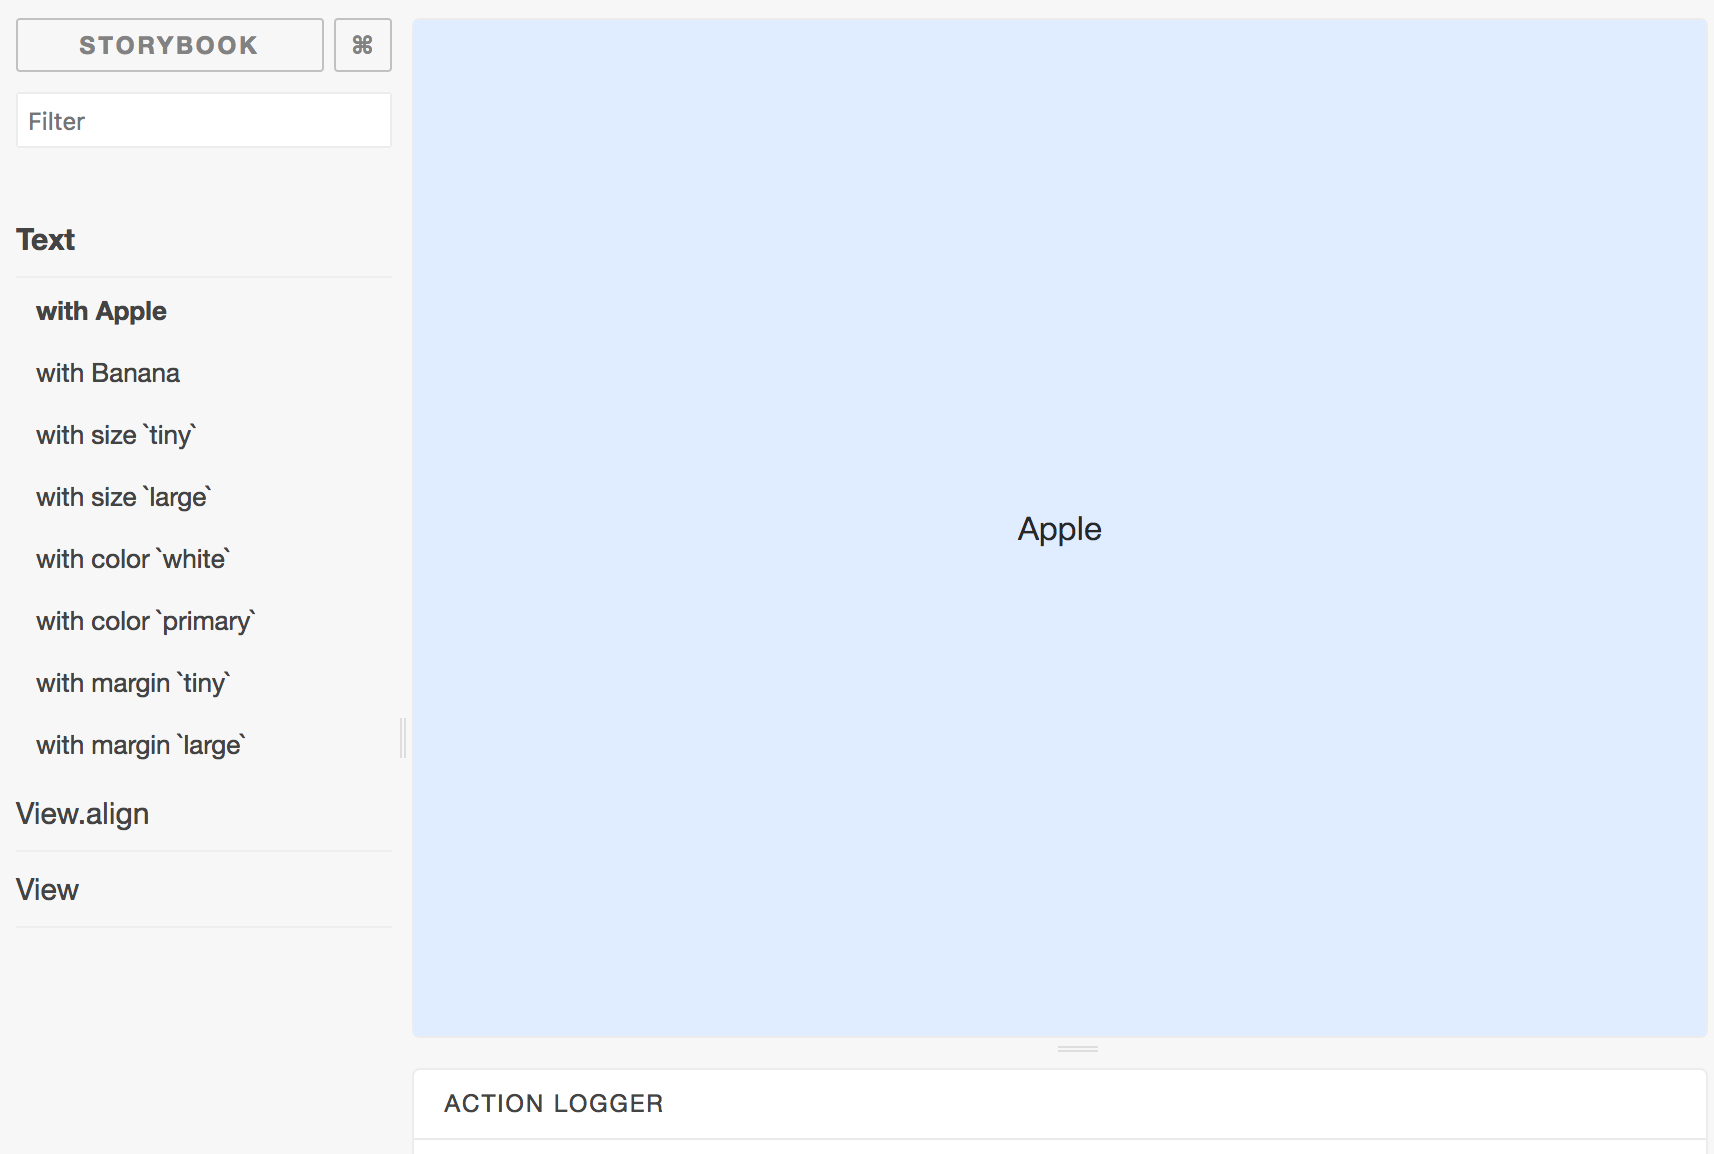 STORYBOOK ⌘
Filter
Text
with Apple
with Banana
with size `tiny`
with size `large`
with color `white`
with color `primary`
with margin `tiny`
with margin `large`
View.align
View
Apple
ACTION LOGGER